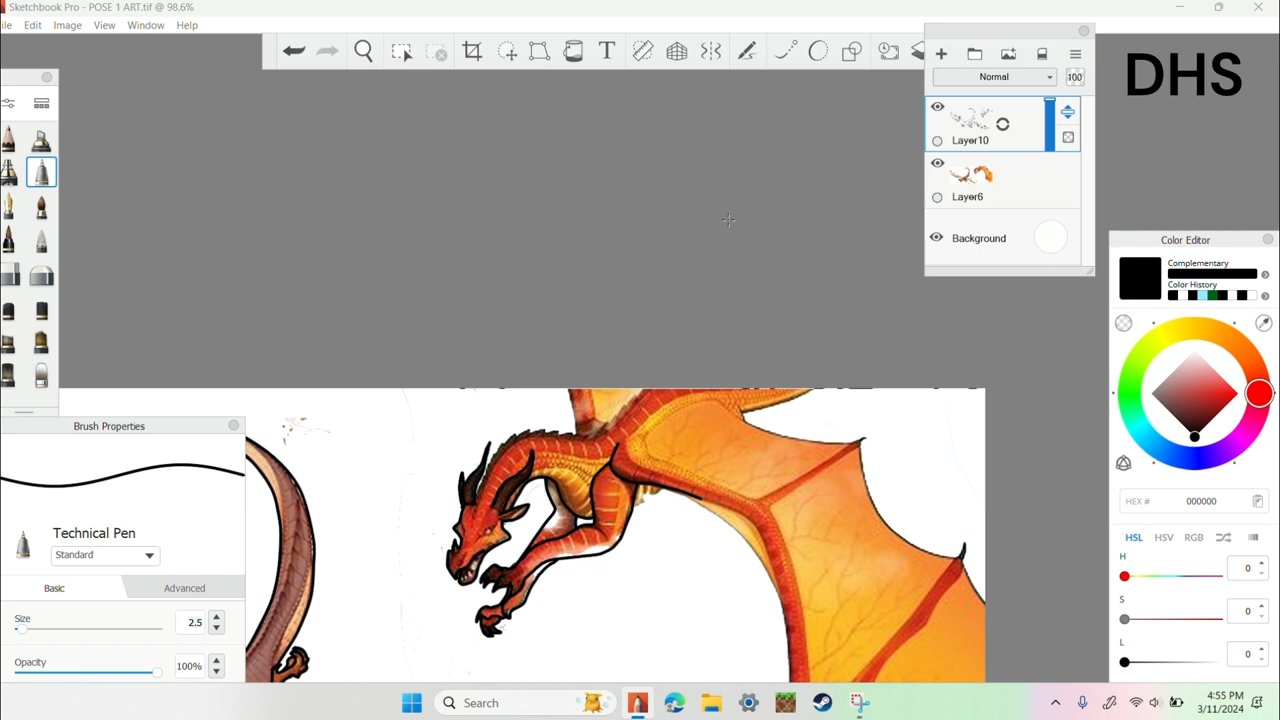 Sketchbook Pro - POSE 1 ART.tif @ 98.6%
ile Edit Image View Window Help
DHS
Normal 100
Layer10
Layer6
Background
Color Editor
Complementary
Color History
HEX # 000000
HSL HSV RGB
H 0
S 0
L 0
Brush Properties
Technical Pen
Standard
Basic Advanced
Size 2.5
Opacity 100%
Search
4:55 PM
3/11/2024